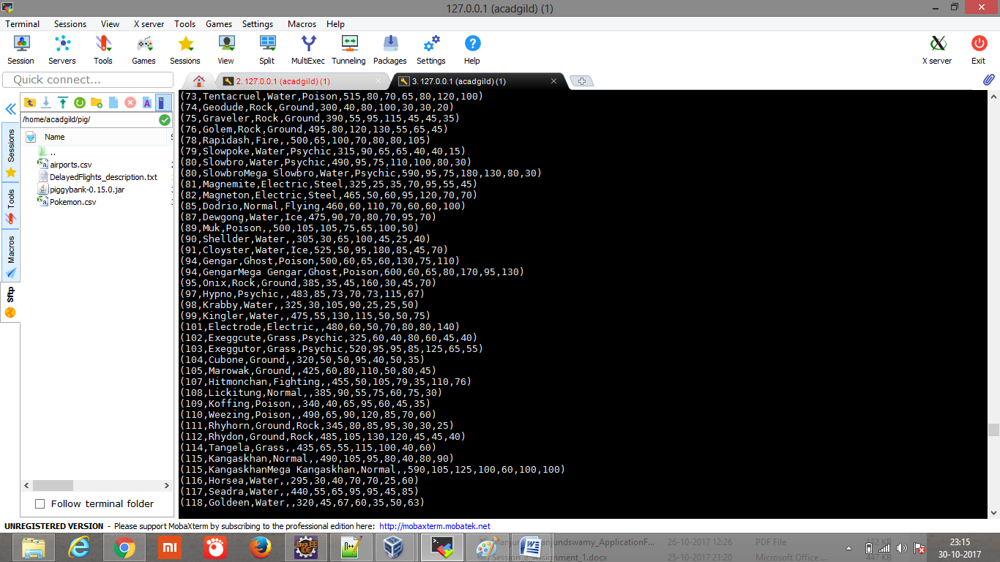 127.0.0.1 (acadgild) (1)
Terminal Sessions View X server Tools Games Settings Macros Help
Session Servers Tools Games Sessions View Split MultiExec Tunneling Packages Settings Help X server Exit
Quick connect...
2. 127.0.0.1 (acadgild) (1)
3. 127.0.0.1 (acadgild) (1)
/home/acadgild/pig/
Name
..
airports.csv
DelayedFlights_description.txt
piggybank-0.15.0.jar
Pokemon.csv
Sessions
Tools
Macros
Sftp
Follow terminal folder
(73,Tentacruel,Water,Poison,515,80,70,65,80,120,100)
(74,Geodude,Rock,Ground,300,40,80,100,30,30,20)
(75,Graveler,Rock,Ground,390,55,95,115,45,45,35)
(76,Golem,Rock,Ground,495,80,120,130,55,65,45)
(78,Rapidash,Fire,,500,65,100,70,80,80,105)
(79,Slowpoke,Water,Psychic,315,90,65,65,40,40,15)
(80,Slowbro,Water,Psychic,490,95,75,110,100,80,30)
(80,SlowbroMega Slowbro,Water,Psychic,590,95,75,180,130,80,30)
(81,Magnemite,Electric,Steel,325,25,35,70,95,55,45)
(82,Magneton,Electric,Steel,465,50,60,95,120,70,70)
(85,Dodrio,Normal,Flying,460,60,110,70,60,60,100)
(87,Dewgong,Water,Ice,475,90,70,80,70,95,70)
(89,Muk,Poison,,500,105,105,75,65,100,50)
(90,Shellder,Water,,305,30,65,100,45,25,40)
(91,Cloyster,Water,Ice,525,50,95,180,85,45,70)
(94,Gengar,Ghost,Poison,500,60,65,60,130,75,110)
(94,GengarMega Gengar,Ghost,Poison,600,60,65,80,170,95,130)
(95,Onix,Rock,Ground,385,35,45,160,30,45,70)
(97,Hypno,Psychic,,483,85,73,70,73,115,67)
(98,Krabby,Water,,325,30,105,90,25,25,50)
(99,Kingler,Water,,475,55,130,115,50,50,75)
(101,Electrode,Electric,,480,60,50,70,80,80,140)
(102,Exeggcute,Grass,Psychic,325,60,40,80,60,45,40)
(103,Exeggutor,Grass,Psychic,520,95,95,85,125,65,55)
(104,Cubone,Ground,,320,50,50,95,40,50,35)
(105,Marowak,Ground,,425,60,80,110,50,80,45)
(107,Hitmonchan,Fighting,,455,50,105,79,35,110,76)
(108,Lickitung,Normal,,385,90,55,75,60,75,30)
(109,Koffing,Poison,,340,40,65,95,60,45,35)
(110,Weezing,Poison,,490,65,90,120,85,70,60)
(111,Rhyhorn,Ground,Rock,345,80,85,95,30,30,25)
(112,Rhydon,Ground,Rock,485,105,130,120,45,45,40)
(114,Tangela,Grass,,435,65,55,115,100,40,60)
(115,Kangaskhan,Normal,,490,105,95,80,40,80,90)
(115,KangaskhanMega Kangaskhan,Normal,,590,105,125,100,60,100,100)
(116,Horsea,Water,,295,30,40,70,70,25,60)
(117,Seadra,Water,,440,55,65,95,95,45,85)
(118,Goldeen,Water,,320,45,67,60,35,50,63)
UNREGISTERED VERSION - Please support MobaXterm by subscribing to the professional edition here: http://mobaxterm.mobatek.net
26-10-2017 12:26 PDF File
Session_2_Assignment_1.docx 25-10-2017 21:20 Microsoft Office ... 447 KB
23:15
30-10-2017